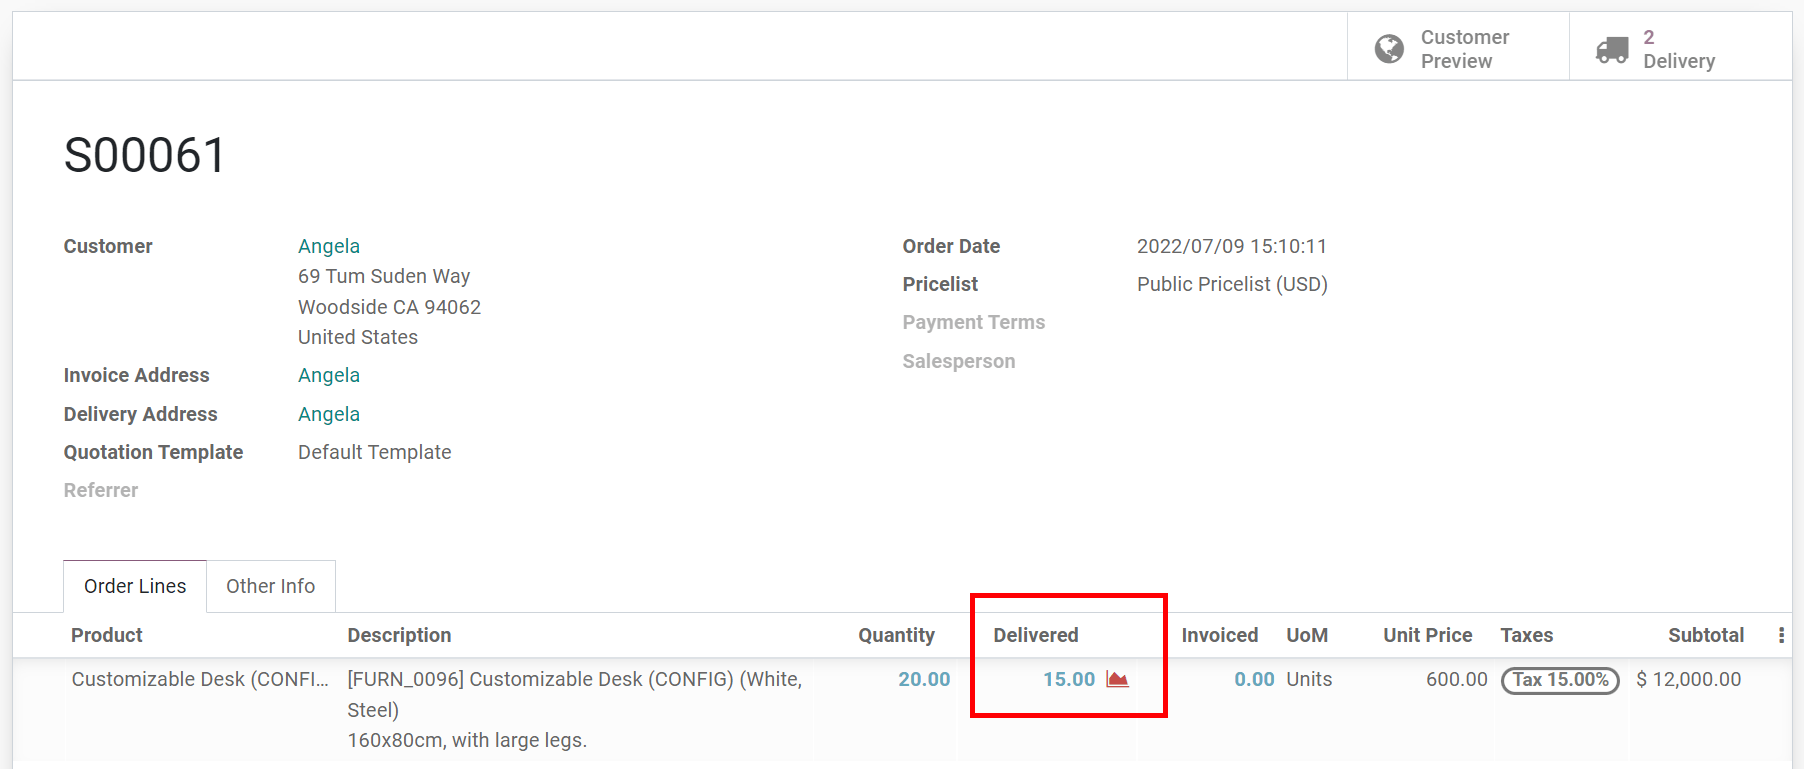 Customer
Preview
2
Delivery
S00061
Customer
Angela
69 Tum Suden Way
Woodside CA 94062
United States
Invoice Address
Angela
Delivery Address
Angela
Quotation Template
Default Template
Referrer
Order Date
2022/07/09 15:10:11
Pricelist
Public Pricelist (USD)
Payment Terms
Salesperson
Order Lines
Other Info
Product Description Quantity Delivered Invoiced UoM Unit Price Taxes Subtotal
Customizable Desk (CONFI... [FURN_0096] Customizable Desk (CONFIG) (White, 20.00 15.00 0.00 Units 600.00 Tax 15.00% $ 12,000.00
Steel)
160x80cm, with large legs.